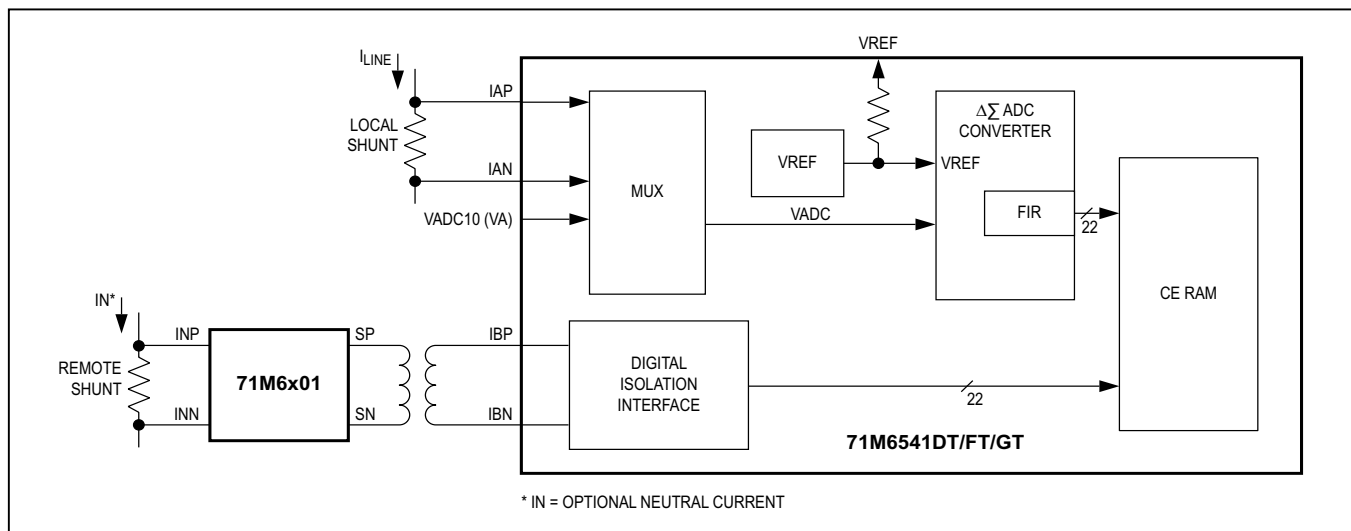 VREF
I LINE
IAP
LOCAL
SHUNT
IAN
VADC10 (VA)
MUX
VREF
VADC
∆∑ ADC
CONVERTER
VREF
FIR
22
CE RAM
IN*
INP
SP
IBP
REMOTE
SHUNT
71M6x01
DIGITAL
ISOLATION
INTERFACE
22
INN
SN
IBN
71M6541DT/FT/GT
* IN = OPTIONAL NEUTRAL CURRENT